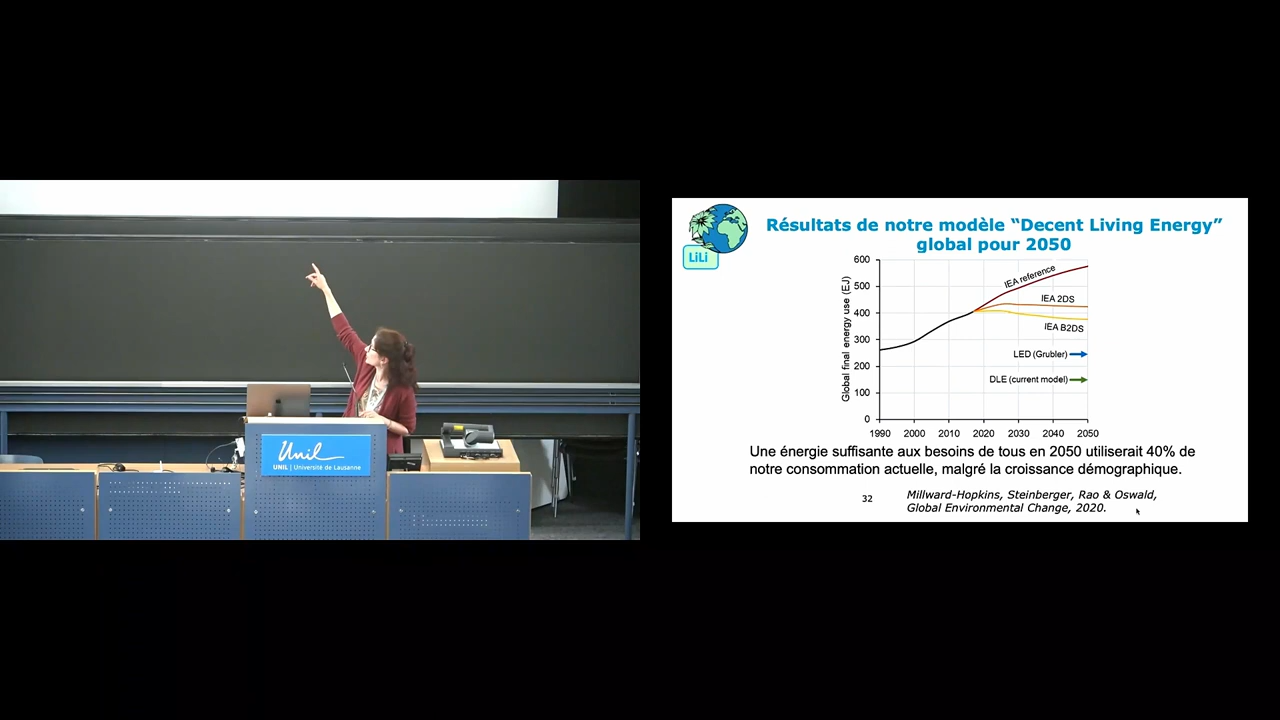 Unil
UNIL | Université de Lausanne
LiLi
Résultats de notre modèle “Decent Living Energy”
global pour 2050
Global final energy use (EJ)
600
500
400
300
200
100
0
IEA reference
IEA 2DS
IEA B2DS
LED (Grubler)
DLE (current model)
1990 2000 2010 2020 2030 2040 2050
Une énergie suffisante aux besoins de tous en 2050 utiliserait 40% de
notre consommation actuelle, malgré la croissance démographique.
32
Millward-Hopkins, Steinberger, Rao & Oswald,
Global Environmental Change, 2020.